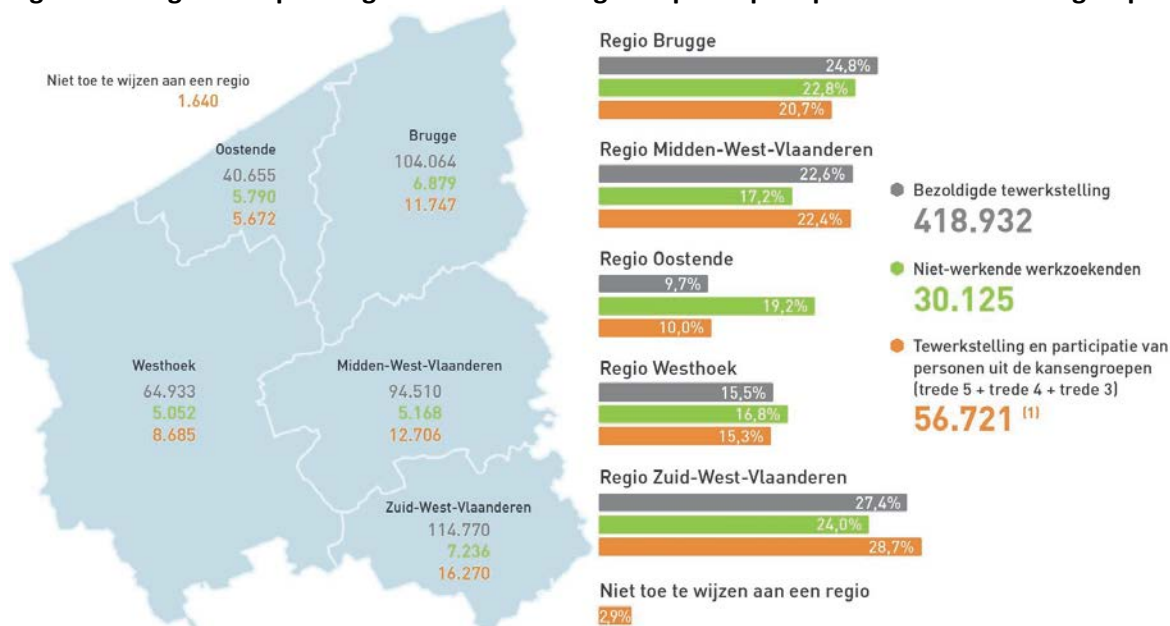 Niet toe te wijzen aan een regio
1.640
Oostende
40.655
5.790
5.672
Brugge
104.064
6.879
11.747
Westhoek
64.933
5.052
8.685
Midden-West-Vlaanderen
94.510
5.168
12.706
Zuid-West-Vlaanderen
114.770
7.236
16.270
Regio Brugge
24,8%
22,8%
20,7%
Regio Midden-West-Vlaanderen
22,6%
17,2%
22,4%
Regio Oostende
9,7%
19,2%
10,0%
Regio Westhoek
15,5%
16,8%
15,3%
Regio Zuid-West-Vlaanderen
27,4%
24,0%
28,7%
Niet toe te wijzen aan een regio
2,9%
Bezoldigde tewerkstelling
418.932
Niet-werkende werkzoekenden
30.125
Tewerkstelling en participatie van
personen uit de kansengroepen
(trede 5 + trede 4 + trede 3)
56.721 (1)